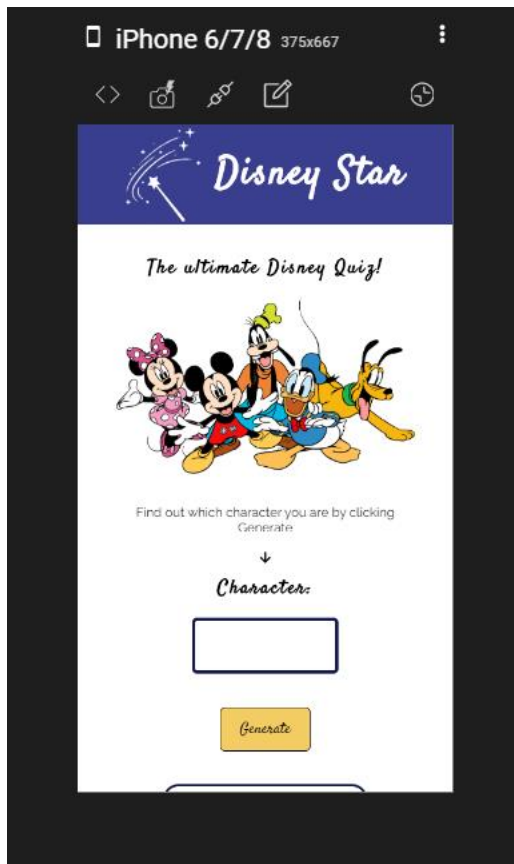 iPhone 6/7/8 375x667
Disney Star
The ultimate Disney Quiz!
Find out which character you are by clicking
Generate
Character:
Generate